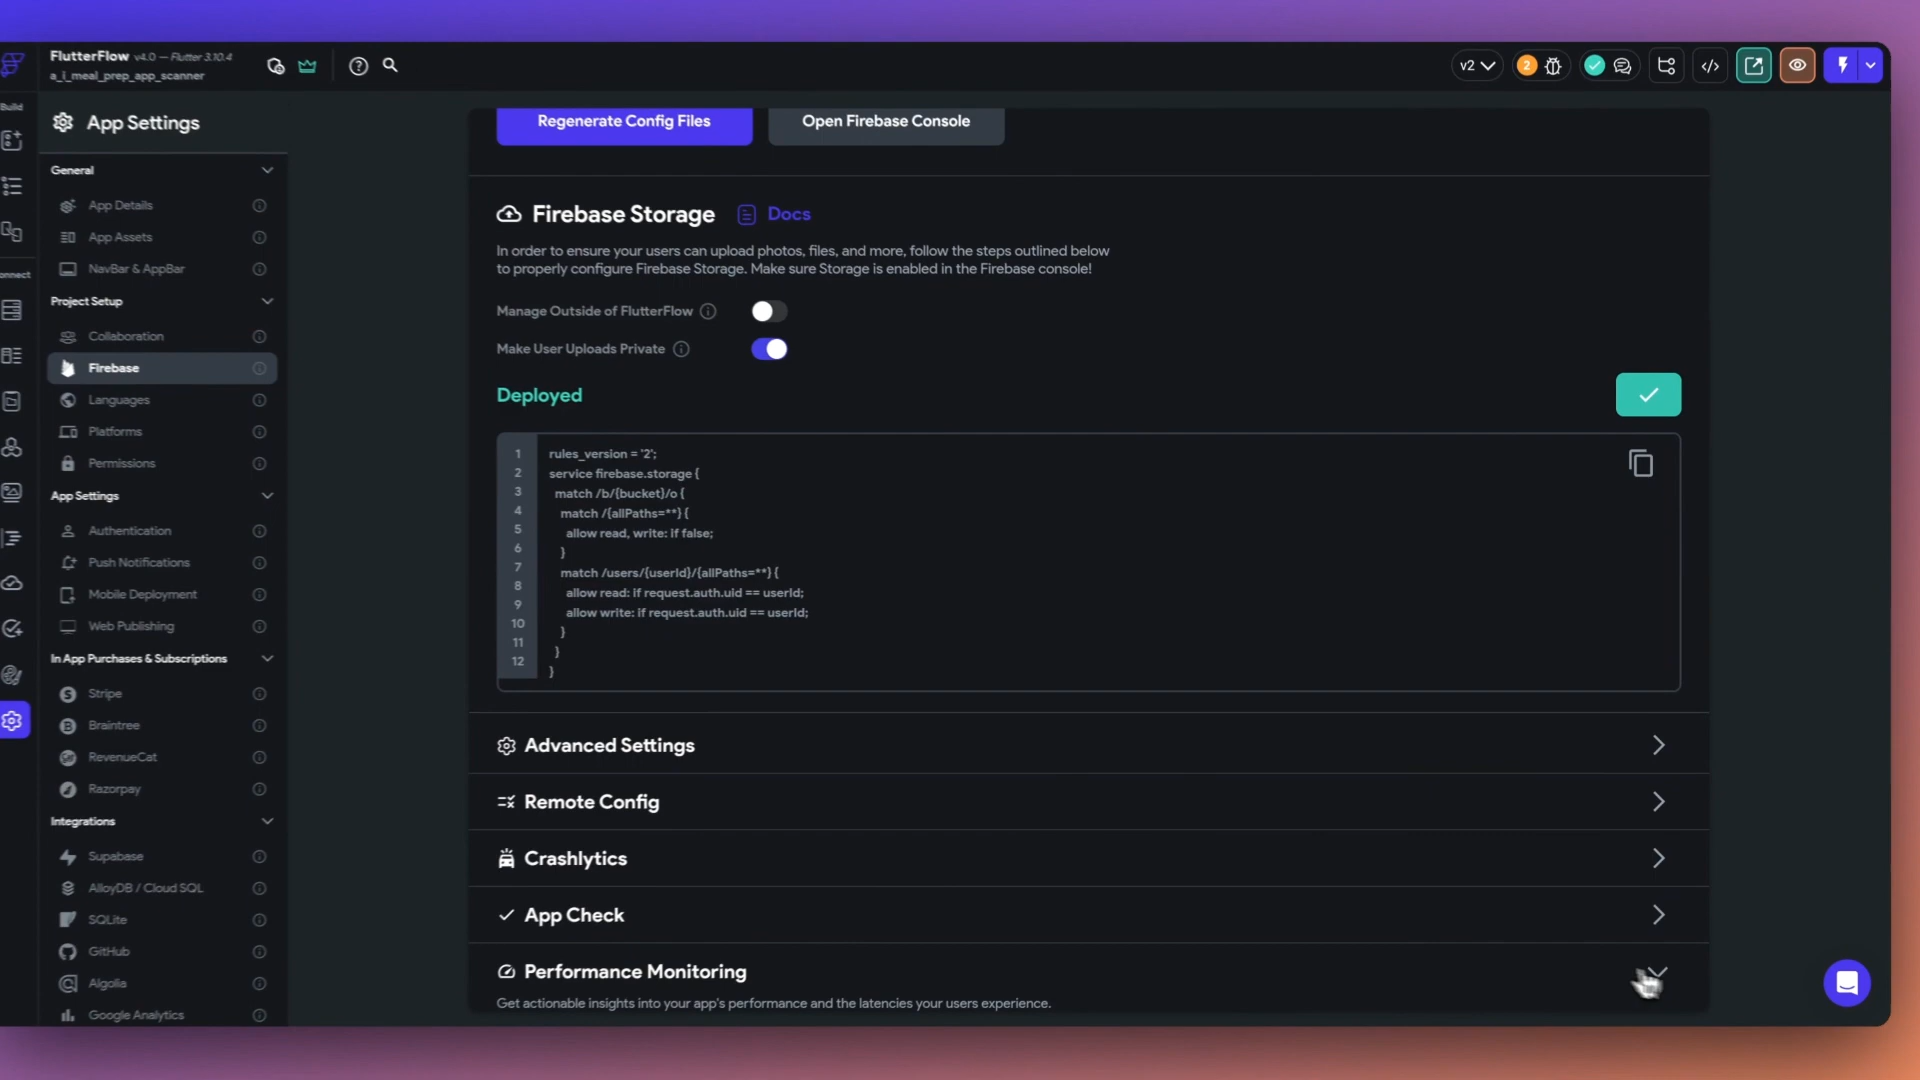 FlutterFlow v4.0 — Flutter 3.10.4
a_i_meal_prep_app_scanner
v2
2
Build
App Settings
General
App Details
App Assets
NavBar & AppBar
onnect
Project Setup
Collaboration
Firebase
Languages
Platforms
Permissions
App Settings
Authentication
Push Notifications
Mobile Deployment
Web Publishing
In App Purchases & Subscriptions
Stripe
Braintree
RevenueCat
Razorpay
Integrations
Supabase
AlloyDB / Cloud SQL
SQLite
GitHub
Algolia
Google Analytics
Regenerate Config Files
Open Firebase Console
Firebase Storage
Docs
In order to ensure your users can upload photos, files, and more, follow the steps outlined below
to properly configure Firebase Storage. Make sure Storage is enabled in the Firebase console!
Manage Outside of FlutterFlow
Make User Uploads Private
Deployed
1 rules_version = '2';
2 service firebase.storage {
3 match /b/{bucket}/o {
4 match /{allPaths=**} {
5 allow read, write: if false;
6 }
7 match /users/{userId}/{allPaths=**} {
8 allow read: if request.auth.uid == userId;
9 allow write: if request.auth.uid == userId;
10 }
11 }
12 }
Advanced Settings
Remote Config
Crashlytics
App Check
Performance Monitoring
Get actionable insights into your app's performance and the latencies your users experience.